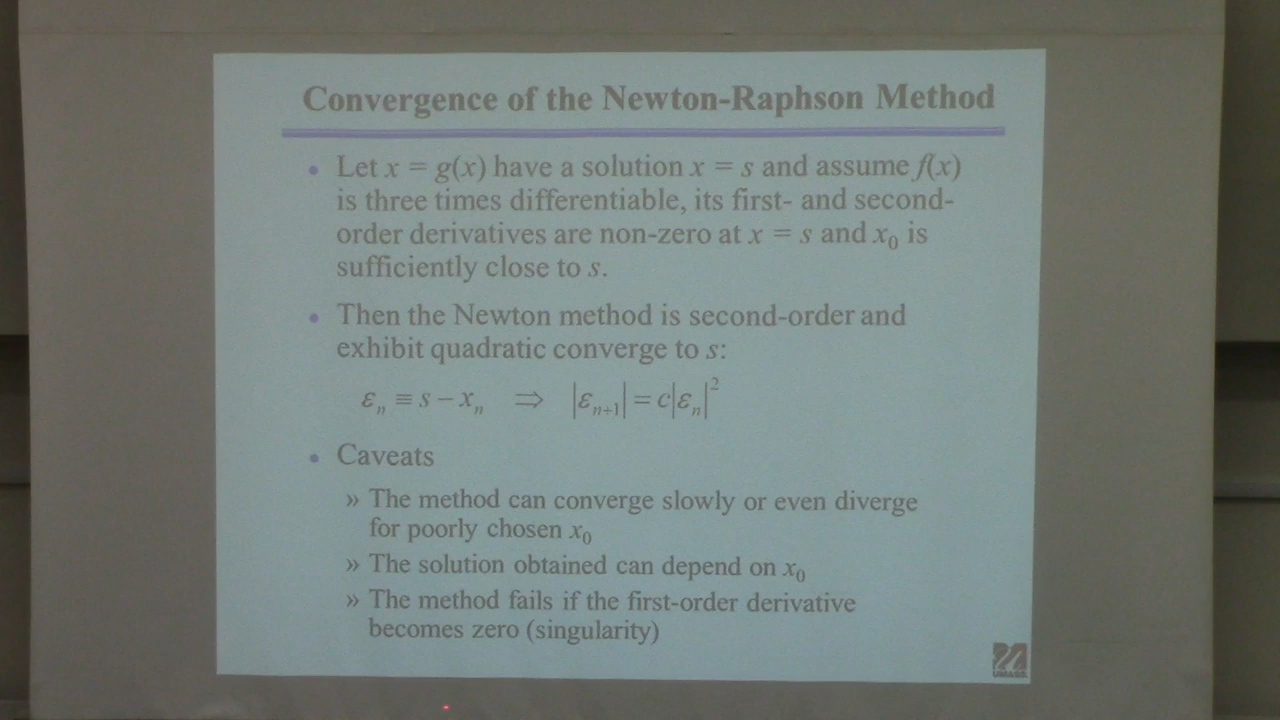 Convergence of the Newton-Raphson Method
• Let x = g(x) have a solution x = s and assume f(x)
is three times differentiable, its first- and second-
order derivatives are non-zero at x = s and x₀ is
sufficiently close to s.
• Then the Newton method is second-order and
exhibit quadratic converge to s:
εₙ ≡ s − xₙ ⇒ |εₙ₊₁| = c|εₙ|²
• Caveats
» The method can converge slowly or even diverge
for poorly chosen x₀
» The solution obtained can depend on x₀
» The method fails if the first-order derivative
becomes zero (singularity)
UMASS